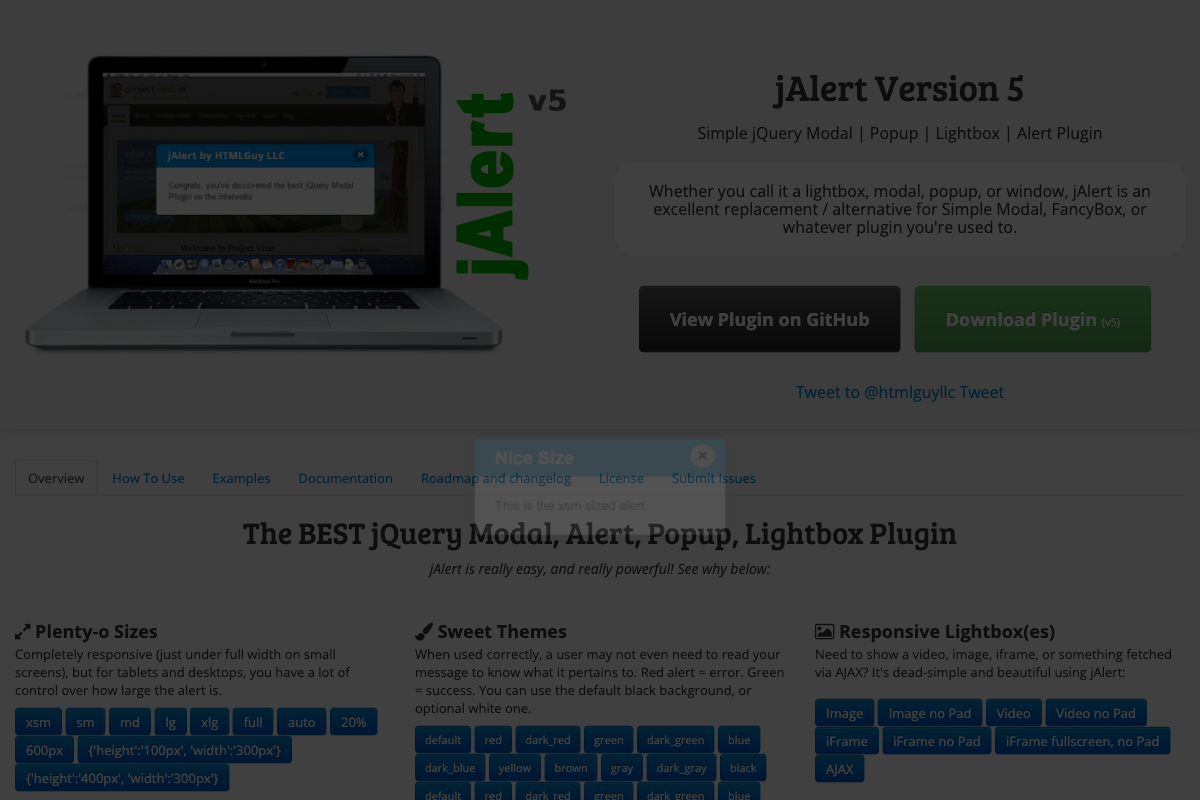 jAlert by HTMLGuy LLC
Congrats, you've discovered the best jQuery Modal
Plugin on the interwebz
Welcome to Project Vino
MacBook Pro
jAlert
v5
jAlert Version 5
Simple jQuery Modal | Popup | Lightbox | Alert Plugin
Whether you call it a lightbox, modal, popup, or window, jAlert is an
excellent replacement / alternative for Simple Modal, FancyBox, or
whatever plugin you're used to.
View Plugin on GitHub
Download Plugin (v5)
Tweet to @htmlguyllc Tweet
Nice Size
This is the xsm sized alert
Overview How To Use Examples Documentation Roadmap and changelog License Submit Issues
The BEST jQuery Modal, Alert, Popup, Lightbox Plugin
jAlert is really easy, and really powerful! See why below:
Plenty-o Sizes
Completely responsive (just under full width on small
screens), but for tablets and desktops, you have a lot of
control over how large the alert is.
xsm sm md lg xlg full auto 20%
600px {'height':'100px', 'width':'300px'}
{'height':'400px', 'width':'300px'}
Sweet Themes
When used correctly, a user may not even need to read your
message to know what it pertains to. Red alert = error. Green
= success. You can use the default black background, or
optional white one.
default red dark_red green dark_green blue
dark_blue yellow brown gray dark_gray black
default red dark_red green dark_green blue
Responsive Lightbox(es)
Need to show a video, image, iframe, or something fetched
via AJAX? It's dead-simple and beautiful using jAlert:
Image Image no Pad Video Video no Pad
iFrame iFrame no Pad iFrame fullscreen, no Pad
AJAX